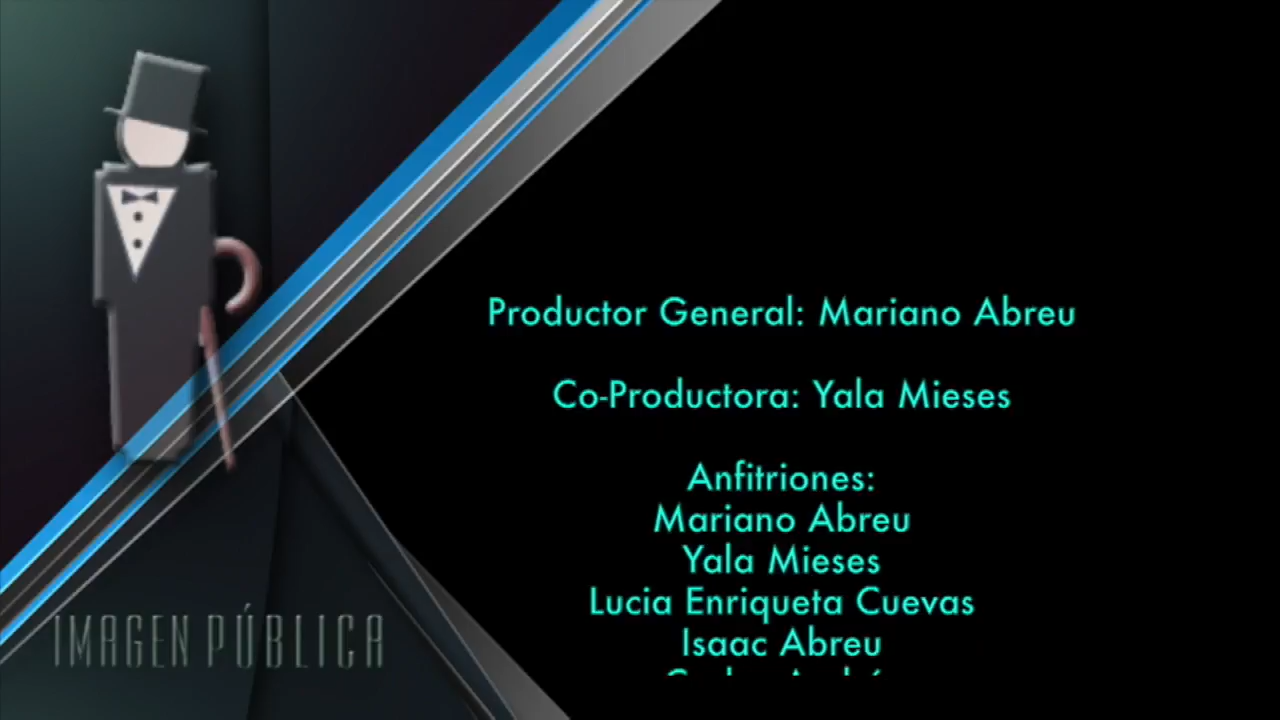 Productor General: Mariano Abreu
Co-Productora: Yala Mieses
Anfitriones:
Mariano Abreu
Yala Mieses
Lucia Enriqueta Cuevas
Isaac Abreu
IMAGEN PÚBLICA